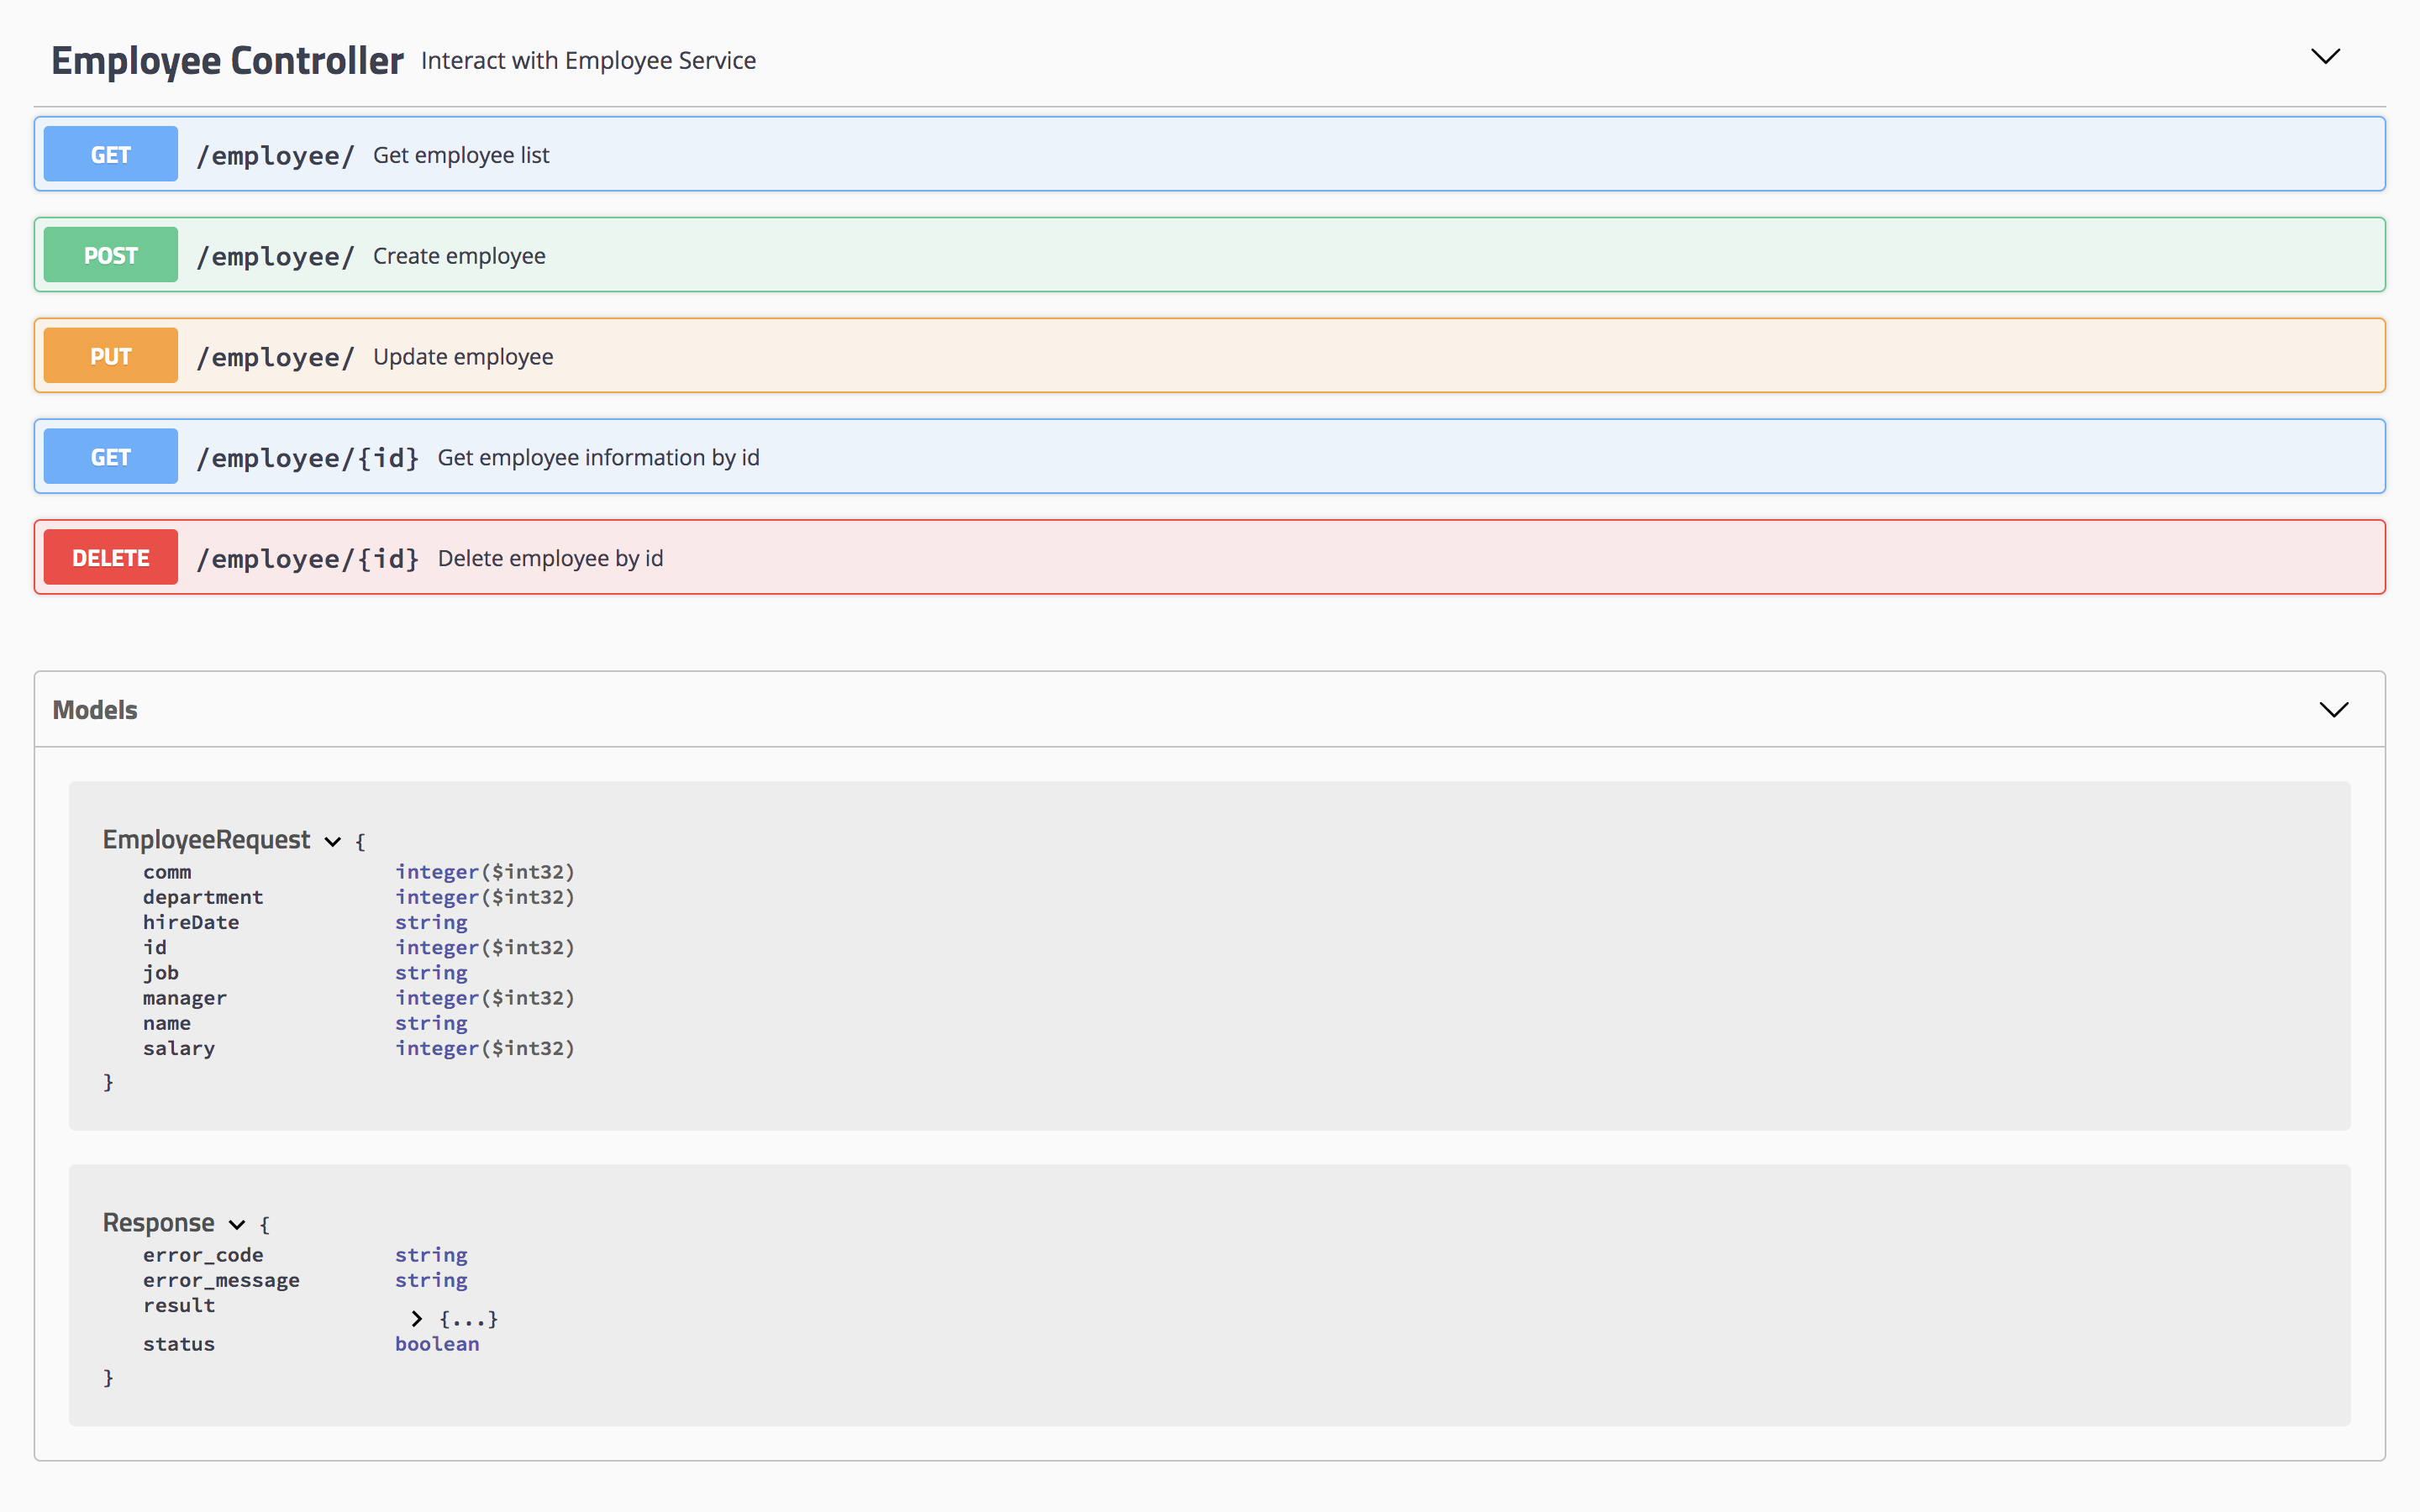 Employee Controller Interact with Employee Service
GET /employee/ Get employee list
POST /employee/ Create employee
PUT /employee/ Update employee
GET /employee/{id} Get employee information by id
DELETE /employee/{id} Delete employee by id
Models
EmployeeRequest {
comm integer($int32)
department integer($int32)
hireDate string
id integer($int32)
job string
manager integer($int32)
name string
salary integer($int32)
}
Response {
error_code string
error_message string
result {...}
status boolean
}